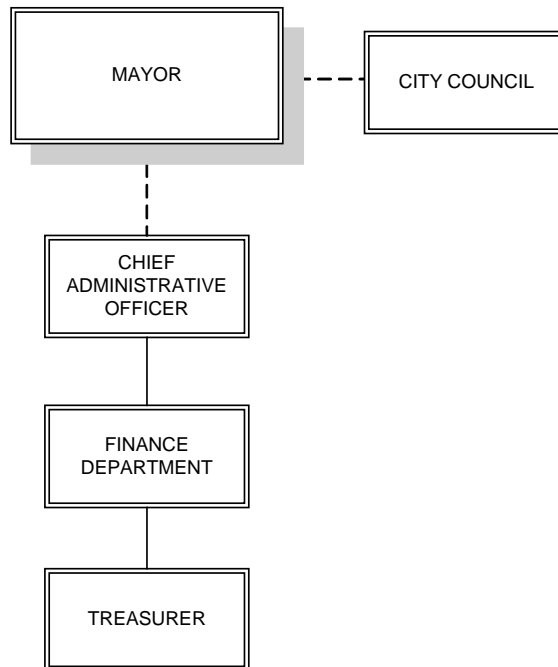 MAYOR
CITY COUNCIL
CHIEF
ADMINISTRATIVE
OFFICER
FINANCE
DEPARTMENT
TREASURER